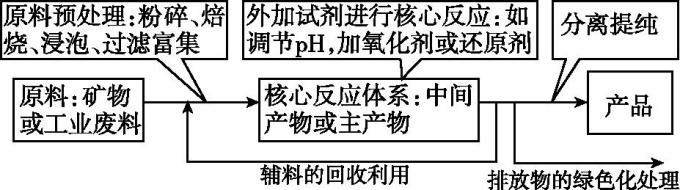 原料预处理:粉碎、焙
烧、浸泡、过滤富集
外加试剂进行核心反应:如
调节pH,加氧化剂或还原剂
分离提纯
原料:矿物
或工业废料
核心反应体系:中间
产物或主产物
产品
辅料的回收利用
排放物的绿色化处理